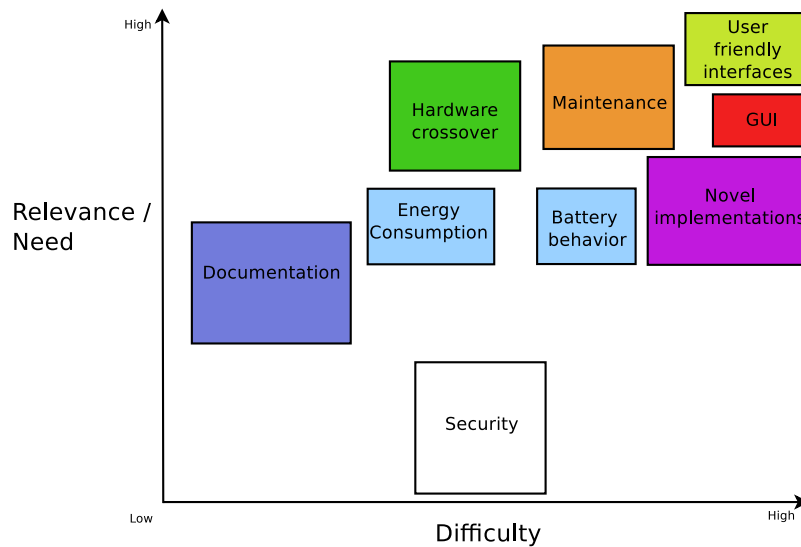 High
User
friendly
interfaces
Hardware
crossover
Maintenance
GUI
Relevance /
Need
Energy
Consumption
Battery
behavior
Novel
implementations
Documentation
Security
Low
High
Difficulty